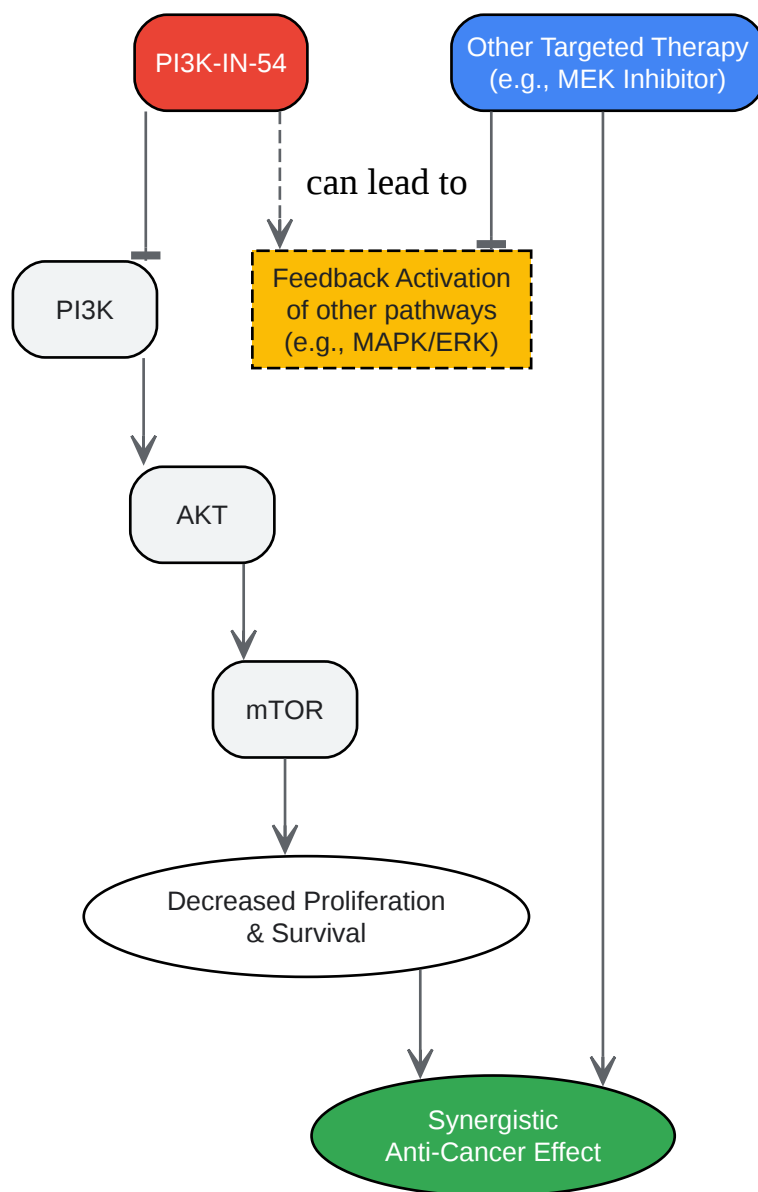 PI3K-IN-54
Other Targeted Therapy
(e.g., MEK Inhibitor)
can lead to
Feedback Activation
of other pathways
(e.g., MAPK/ERK)
PI3K
AKT
mTOR
Decreased Proliferation
& Survival
Synergistic
Anti-Cancer Effect